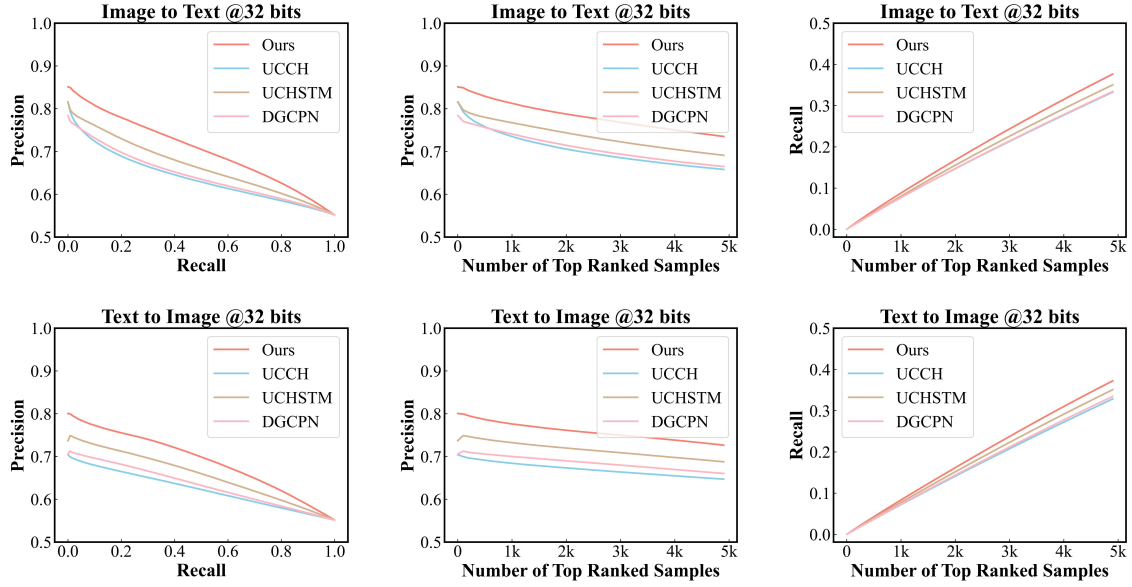 Image to Text @32 bits
1.0
0.9
0.8
0.7
0.6
0.5
Precision
Ours
UCCH
UCHSTM
DGCPN
0.0 0.2 0.4 0.6 0.8 1.0
Recall
Image to Text @32 bits
1.0
0.9
0.8
0.7
0.6
0.5
Precision
Ours
UCCH
UCHSTM
DGCPN
0 1k 2k 3k 4k 5k
Number of Top Ranked Samples
Image to Text @32 bits
0.5
0.4
0.3
0.2
0.1
0.0
Recall
Ours
UCCH
UCHSTM
DGCPN
0 1k 2k 3k 4k 5k
Number of Top Ranked Samples
Text to Image @32 bits
1.0
0.9
0.8
0.7
0.6
0.5
Precision
Ours
UCCH
UCHSTM
DGCPN
0.0 0.2 0.4 0.6 0.8 1.0
Recall
Text to Image @32 bits
1.0
0.9
0.8
0.7
0.6
0.5
Precision
Ours
UCCH
UCHSTM
DGCPN
0 1k 2k 3k 4k 5k
Number of Top Ranked Samples
Text to Image @32 bits
0.5
0.4
0.3
0.2
0.1
0.0
Recall
Ours
UCCH
UCHSTM
DGCPN
0 1k 2k 3k 4k 5k
Number of Top Ranked Samples